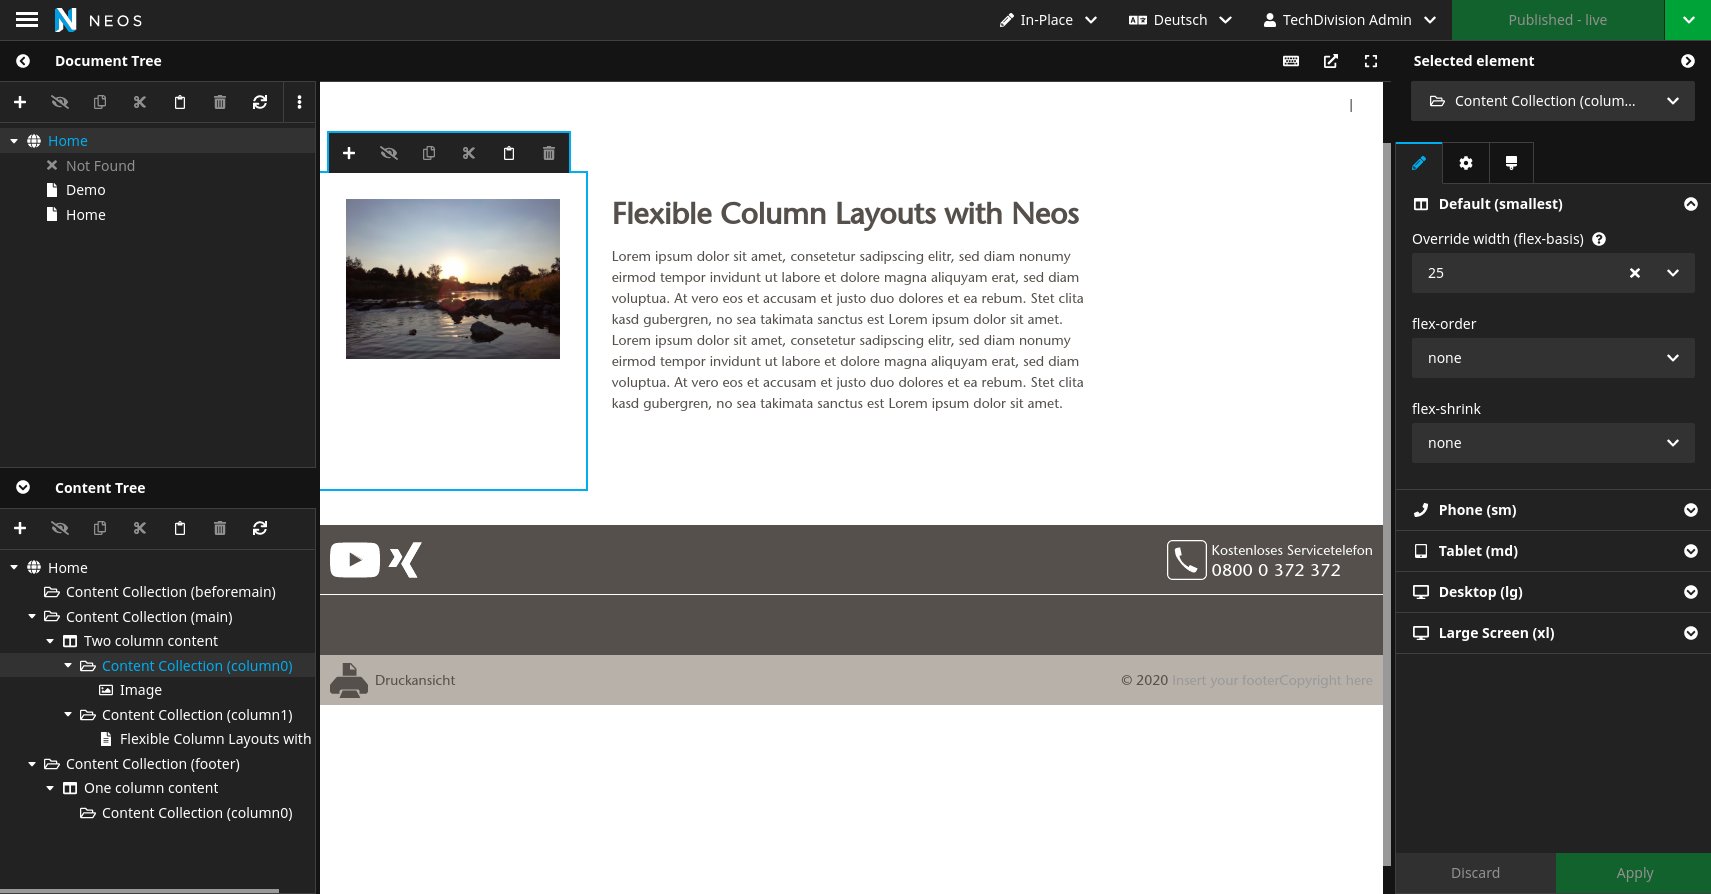 NEOS
In-Place
Deutsch
TechDivision Admin
Published - live
Document Tree
Home
Not Found
Demo
Home
Content Tree
Home
Content Collection (beforemain)
Content Collection (main)
Two column content
Content Collection (column0)
Image
Content Collection (column1)
Flexible Column Layouts with
Content Collection (footer)
One column content
Content Collection (column0)
Flexible Column Layouts with Neos
Lorem ipsum dolor sit amet, consetetur sadipscing elitr, sed diam nonumy
eirmod tempor invidunt ut labore et dolore magna aliquyam erat, sed diam
voluptua. At vero eos et accusam et justo duo dolores et ea rebum. Stet clita
kasd gubergren, no sea takimata sanctus est Lorem ipsum dolor sit amet.
Lorem ipsum dolor sit amet, consetetur sadipscing elitr, sed diam nonumy
eirmod tempor invidunt ut labore et dolore magna aliquyam erat, sed diam
voluptua. At vero eos et accusam et justo duo dolores et ea rebum. Stet clita
kasd gubergren, no sea takimata sanctus est Lorem ipsum dolor sit amet.
Kostenloses Servicetelefon
0800 0 372 372
Druckansicht
© 2020 Insert your footerCopyright here
Selected element
Content Collection (colum...
Default (smallest)
Override width (flex-basis)
25
flex-order
none
flex-shrink
none
Phone (sm)
Tablet (md)
Desktop (lg)
Large Screen (xl)
Discard
Apply